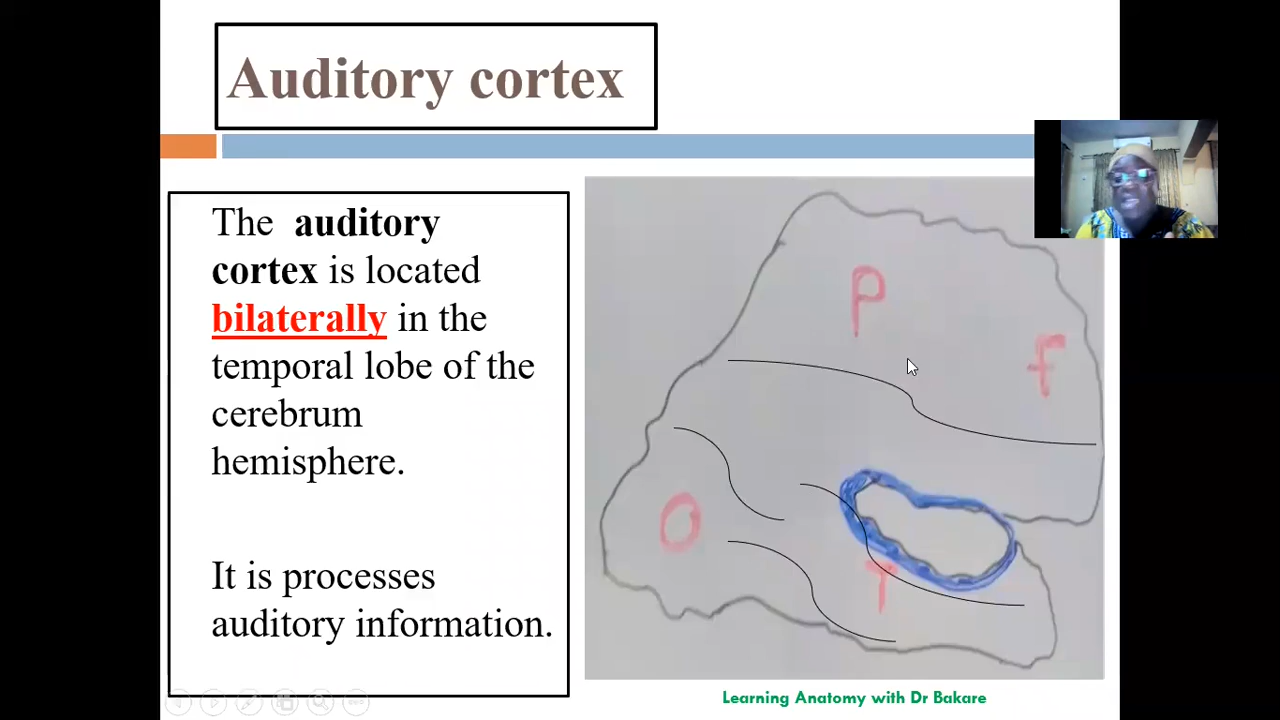 Auditory cortex
The auditory
cortex is located
bilaterally in the
temporal lobe of the
cerebrum
hemisphere.
It is processes
auditory information.
P
f
O
T
Learning Anatomy with Dr Bakare